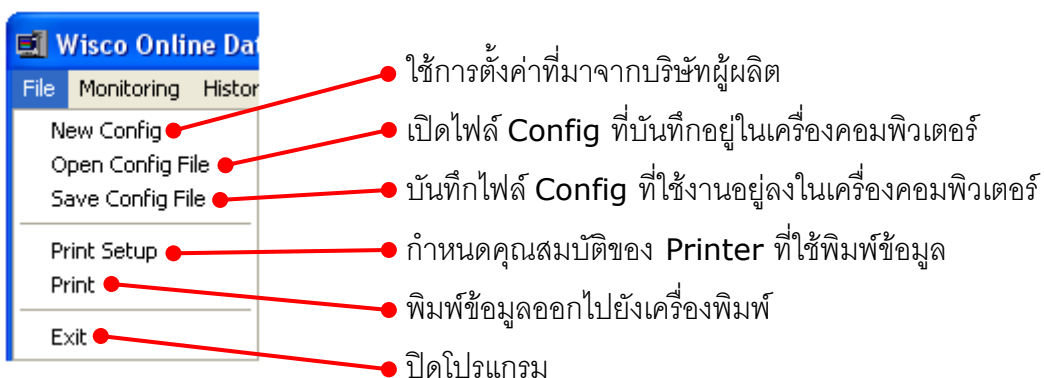 Wisco Online Da
File Monitoring Histor
New Config
Open Config File
Save Config File
Print Setup
Print
Exit
ใช้การตั้งค่าที่มาจากบริษัทผู้ผลิต
เปิดไฟล์ Config ที่บันทึกอยู่ในเครื่องคอมพิวเตอร์
บันทึกไฟล์ Config ที่ใช้งานอยู่ลงในเครื่องคอมพิวเตอร์
กำหนดคุณสมบัติของ Printer ที่ใช้พิมพ์ข้อมูล
พิมพ์ข้อมูลออกไปยังเครื่องพิมพ์
ปิดโปรแกรม